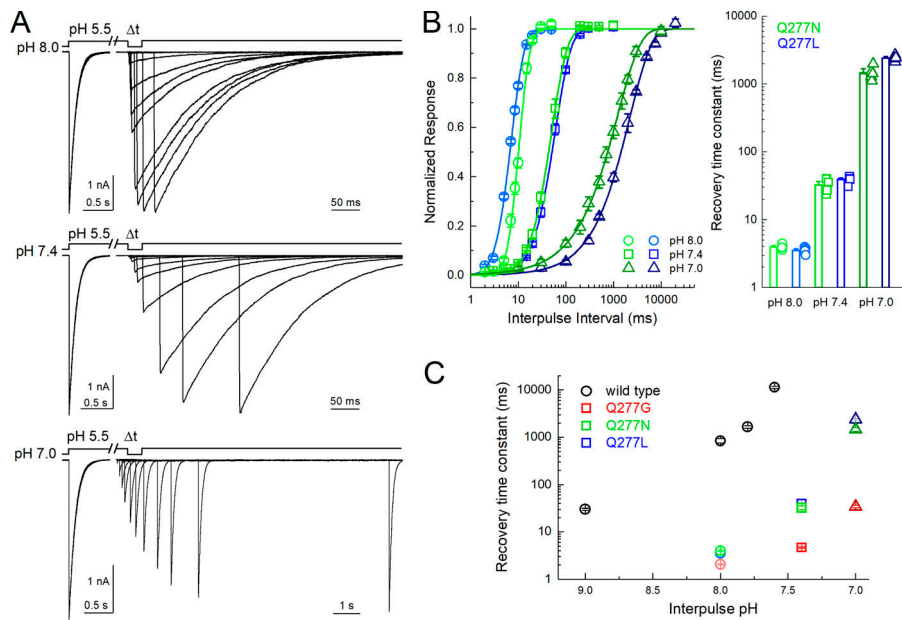 A
pH 5.5
Δt
pH 8.0
1 nA
0.5 s
50 ms
pH 5.5
Δt
pH 7.4
1 nA
0.5 s
50 ms
pH 5.5
Δt
pH 7.0
1 nA
0.5 s
1 s
B
Normalized Response
1.0
0.8
0.6
0.4
0.2
0.0
1
10
100
1000
10000
Interpulse Interval (ms)
pH 8.0
pH 7.4
pH 7.0
Recovery time constant (ms)
10000
1000
100
10
1
Q277N
Q277L
pH 8.0
pH 7.4
pH 7.0
C
Recovery time constant (ms)
10000
1000
100
10
1
wild type
Q277G
Q277N
Q277L
9.0
8.5
8.0
7.5
7.0
Interpulse pH